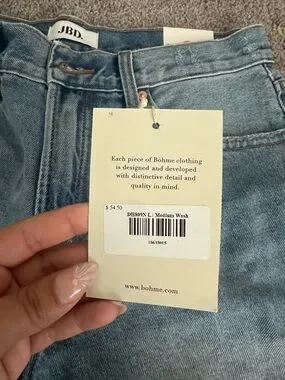 JBD.
Each piece of Böhme clothing
is designed and developed
with distinctive detail and
quality in mind.
$ 54.50
L / Medium Wash
www.bohme.com